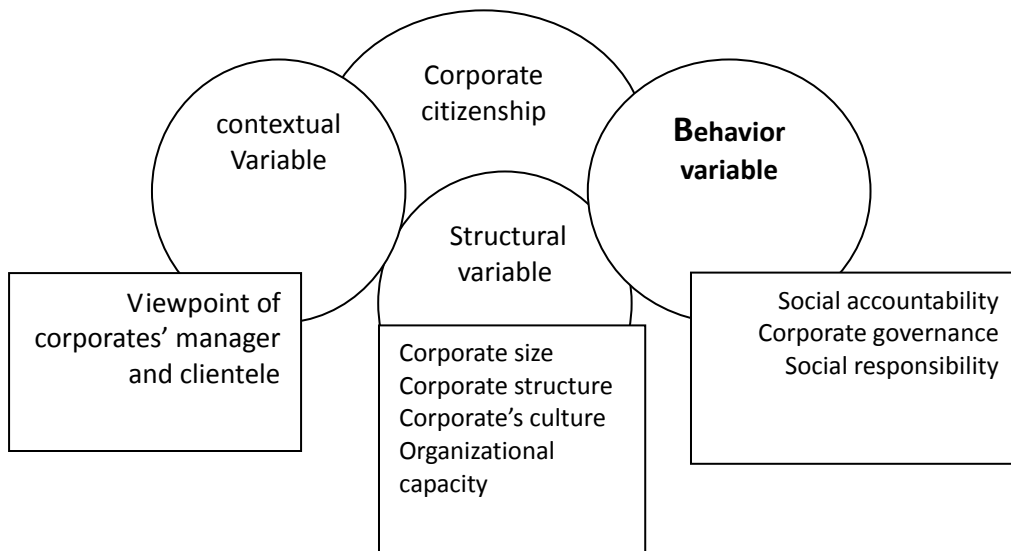 Corporate
citizenship
contextual
Variable
Behavior
variable
Structural
variable
Viewpoint of
corporates’ manager
and clientele
Corporate size
Corporate structure
Corporate’s culture
Organizational
capacity
Social accountability
Corporate governance
Social responsibility